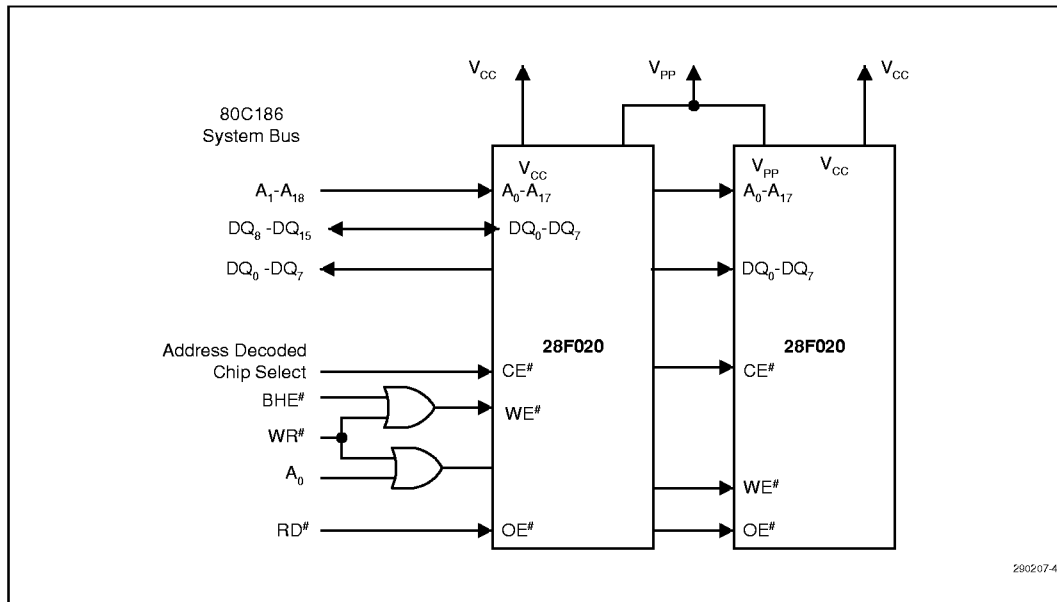 V_CC V_PP V_CC
80C186
System Bus
V_CC V_PP V_CC
A_1-A_18 A_0-A_17 A_0-A_17
DQ_8 -DQ_15 DQ_0-DQ_7
DQ_0 -DQ_7 DQ_0-DQ_7
28F020 28F020
Address Decoded
Chip Select CE# CE#
BHE# WE#
WR#
A_0 WE#
RD# OE# OE#
290207-4